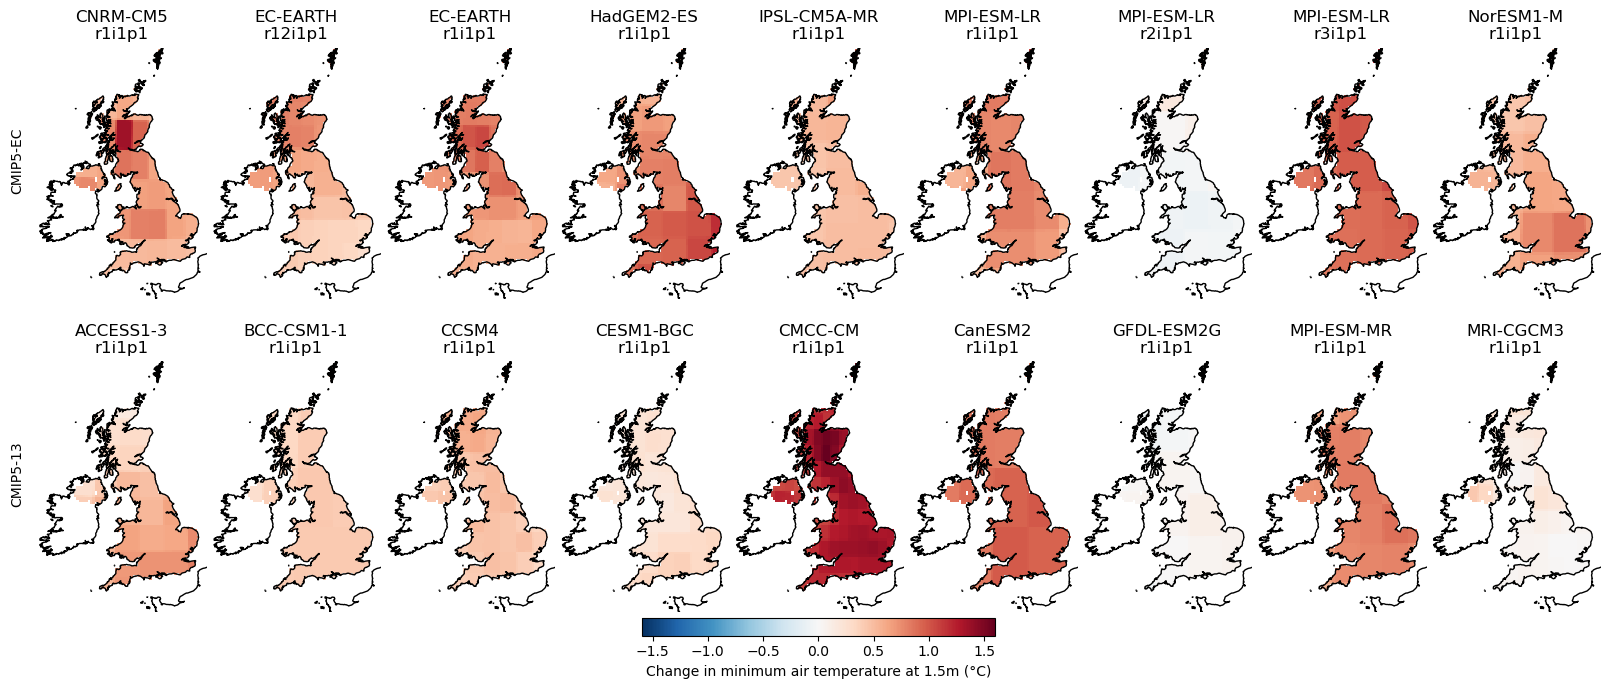 CNRM-CM5
r1i1p1
EC-EARTH
r12i1p1
EC-EARTH
r1i1p1
HadGEM2-ES
r1i1p1
IPSL-CM5A-MR
r1i1p1
MPI-ESM-LR
r1i1p1
MPI-ESM-LR
r2i1p1
MPI-ESM-LR
r3i1p1
NorESM1-M
r1i1p1
CMIP5-EC
ACCESS1-3
r1i1p1
BCC-CSM1-1
r1i1p1
CCSM4
r1i1p1
CESM1-BGC
r1i1p1
CMCC-CM
r1i1p1
CanESM2
r1i1p1
GFDL-ESM2G
r1i1p1
MPI-ESM-MR
r1i1p1
MRI-CGCM3
r1i1p1
CMIP5-13
−1.5 −1.0 −0.5 0.0 0.5 1.0 1.5
Change in minimum air temperature at 1.5m (°C)